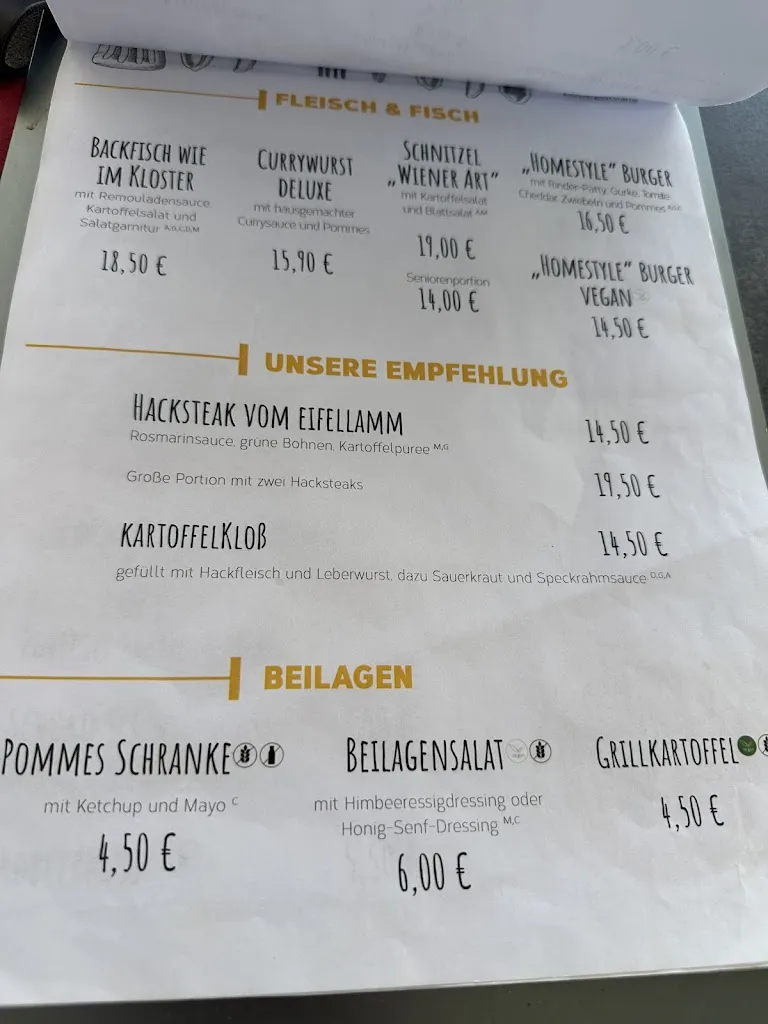 FLEISCH & FISCH
BACKFISCH WIE
IM KLOSTER
mit Remouladensauce
Kartoffelsalat und
Salatgarnitur
18,50 €
CURRYWURST
DELUXE
mit hausgemachter
Currysauce und Pommes
15,90 €
SCHNITZEL
„WIENER ART“
mit Kartoffelsalat
und Blattsalat
19,00 €
Seniorenportion
14,00 €
„HOMESTYLE“ BURGER
mit Rinder-Patty, Gurke, Tomate
Cheddar, Zwiebeln und Pommes
16,50 €
„HOMESTYLE“ BURGER
VEGAN
14,50 €
UNSERE EMPFEHLUNG
HACKSTEAK VOM EIFELLAMM 14,50 €
Rosmarinsauce, grüne Bohnen, Kartoffelpüree M,G
Große Portion mit zwei Hacksteaks 19,50 €
KARTOFFELKLOß 14,50 €
gefüllt mit Hackfleisch und Leberwurst, dazu Sauerkraut und Speckrahmsauce O,G,A
BEILAGEN
POMMES SCHRANKE
mit Ketchup und Mayo C
4,50 €
BEILAGENSALAT
mit Himbeeressigdressing oder
Honig-Senf-Dressing M,C
6,00 €
GRILLKARTOFFEL
4,50 €